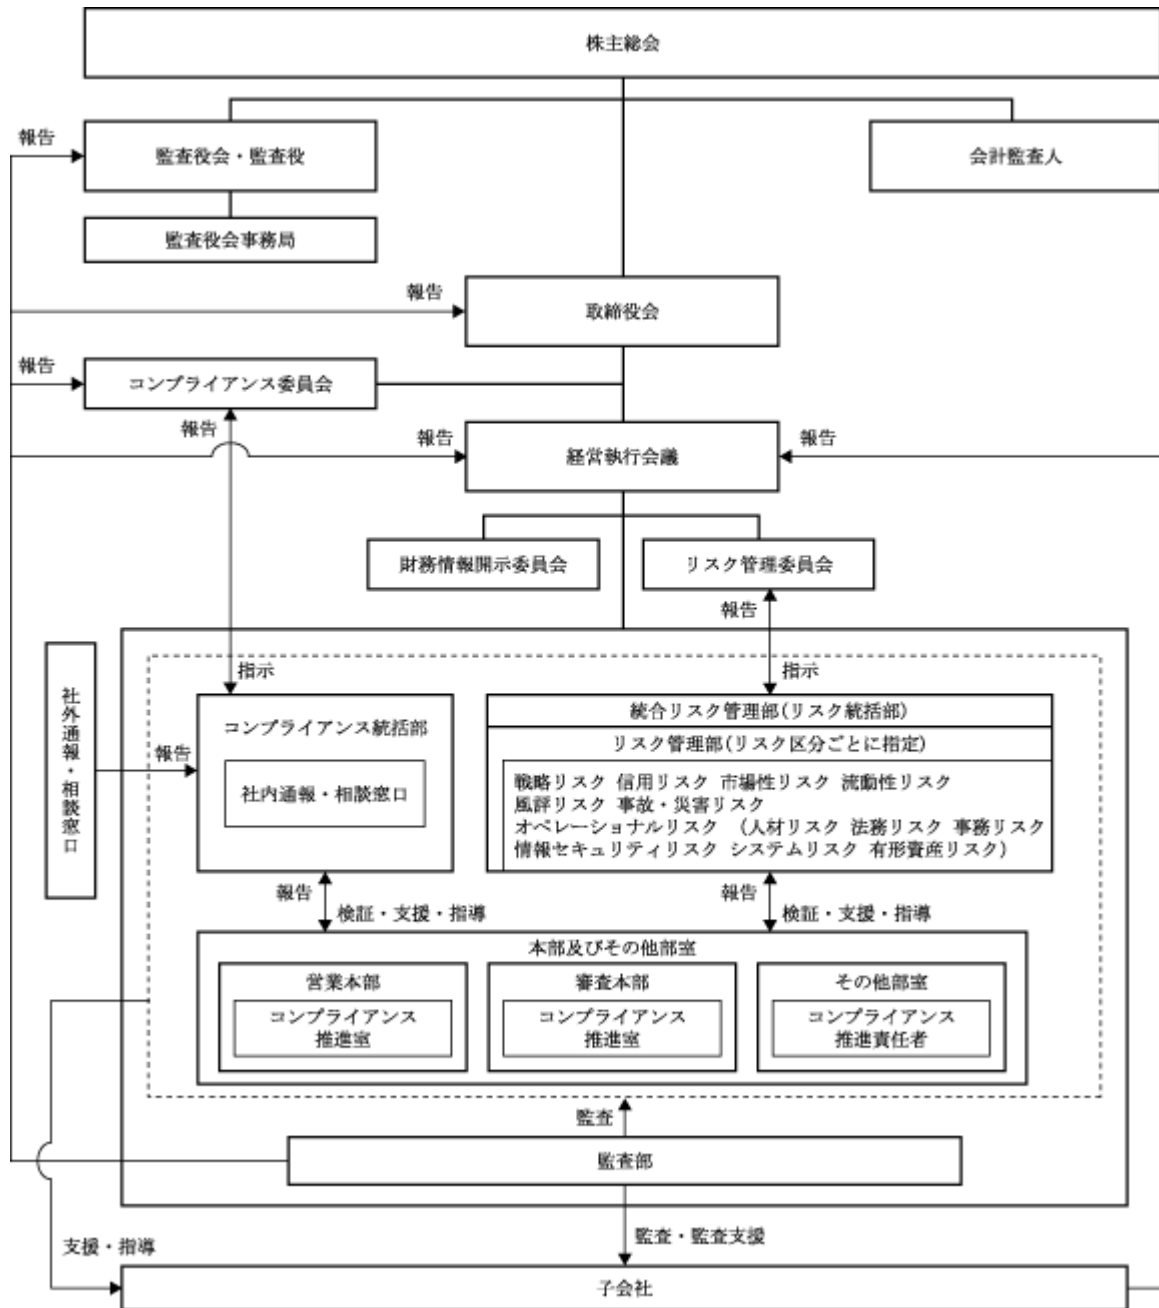 株主総会
報告
監査役会・監査役
会計監査人
監査役会事務局
報告
取締役会
報告
コンプライアンス委員会
報告
報告
経営執行会議
報告
財務情報開示委員会
リスク管理委員会
報告
指示
指示
社外通報・相談窓口
報告
コンプライアンス統括部
社内通報・相談窓口
統合リスク管理部(リスク統括部)
リスク管理部(リスク区分ごとに指定)
戦略リスク 信用リスク 市場性リスク 流動性リスク
風評リスク 事故・災害リスク
オペレーショナルリスク (人材リスク 法務リスク 事務リスク
情報セキュリティリスク システムリスク 有形資産リスク)
報告
検証・支援・指導
報告
検証・支援・指導
本部及びその他部室
営業本部
コンプライアンス
推進室
審査本部
コンプライアンス
推進室
その他部室
コンプライアンス
推進責任者
監査
監査部
監査・監査支援
支援・指導
子会社